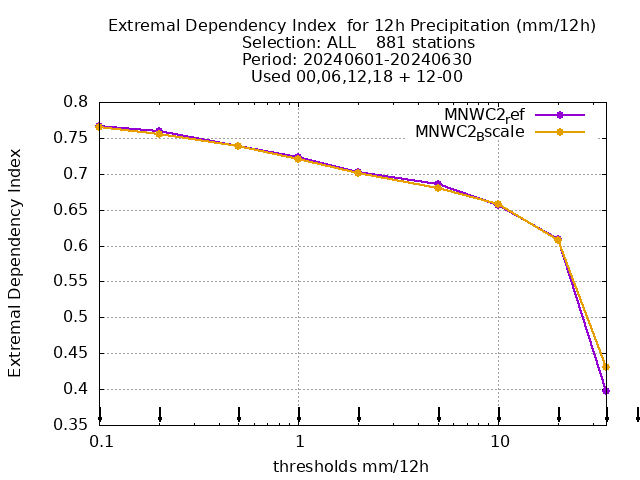 Extremal Dependency Index  for 12h Precipitation (mm/12h)
Selection: ALL    881 stations
Period: 20240601-20240630
Used 00,06,12,18 + 12-00
MNWC2ref
MNWC2Bscale
Extremal Dependency Index
0.8
0.75
0.7
0.65
0.6
0.55
0.5
0.45
0.4
0.35
0.1
1
10
thresholds mm/12h